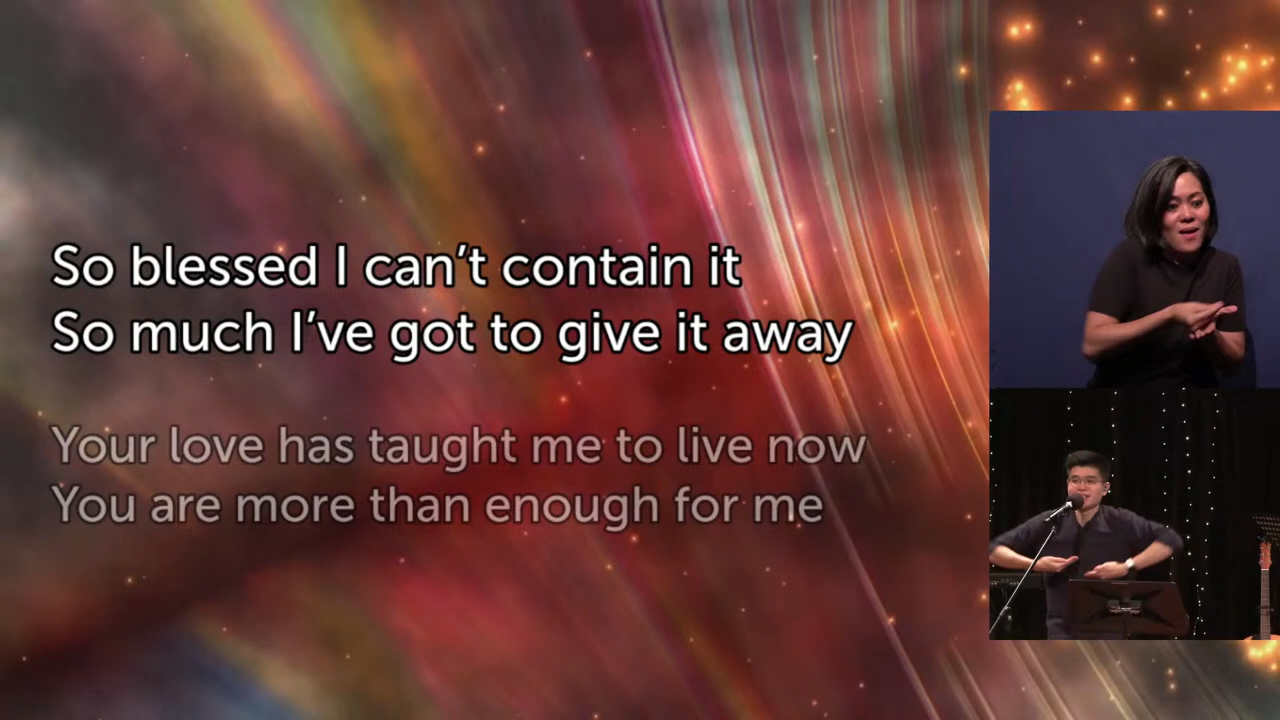 So blessed I can’t contain it
So much I’ve got to give it away
Your love has taught me to live now
You are more than enough for me